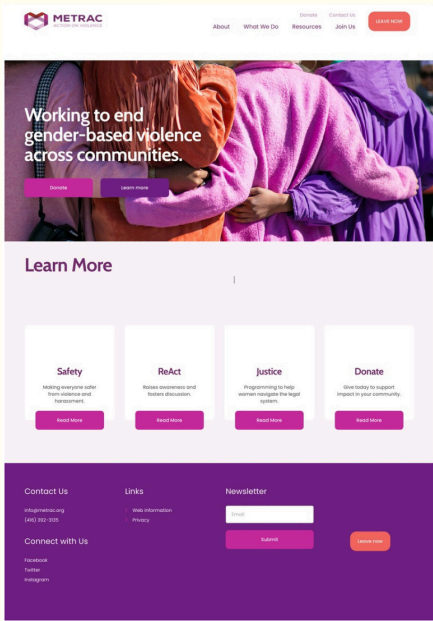 METRAC
ACTION ON VIOLENCE
Donate Contact Us
LEAVE NOW
About What We Do Resources Join Us
Working to end
gender-based violence
across communities.
Donate Learn more
Learn More
Safety
Making everyone safer
from violence and
harassment.
Read More
ReAct
Raises awareness and
fosters discussion.
Read More
Justice
Programming to help
women navigate the legal
system.
Read More
Donate
Give today to support
impact in your community.
Read More
Contact Us
info@metrac.org
(416) 392-3135
Connect with Us
Facebook
Twitter
Instagram
Links
Web Information
Privacy
Newsletter
Email
Submit
Leave now